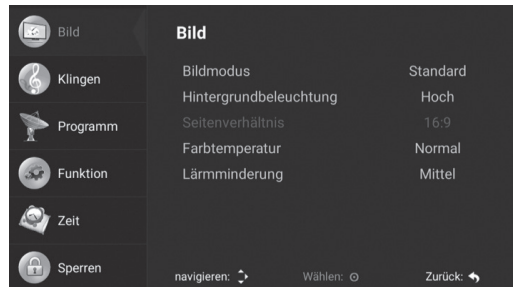 Bild
Klingen
Programm
Funktion
Zeit
Sperren
Bild
Bildmodus Standard
Hintergrundbeleuchtung Hoch
Seitenverhältnis 16:9
Farbtemperatur Normal
Lärmminderung Mittel
navigieren: Wählen: Zurück: